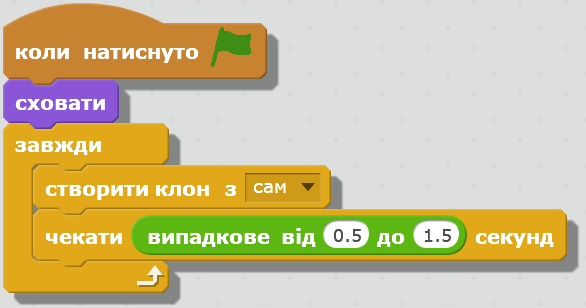 коли натиснуто
сховати
завжди
створити клон з сам
чекати випадкове від 0.5 до 1.5 секунд